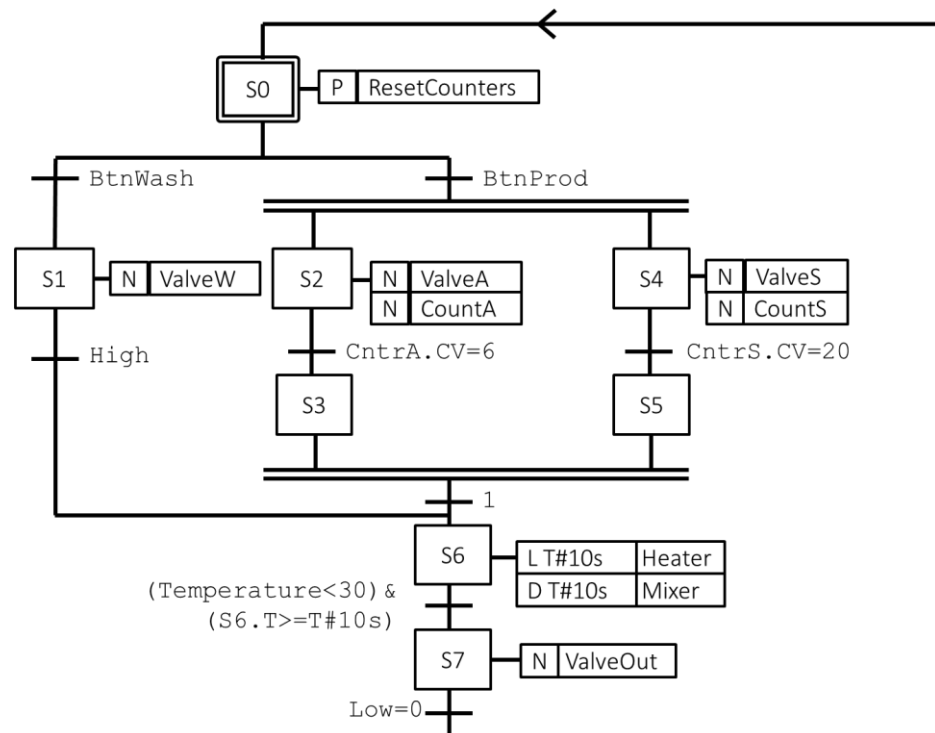 S0
P ResetCounters
BtnWash
BtnProd
S1
N ValveW
S2
N ValveA
N CountA
S4
N ValveS
N CountS
High
CntrA.CV=6
CntrS.CV=20
S3
S5
1
S6
L T#10s Heater
D T#10s Mixer
(Temperature<30)&
(S6.T>=T#10s)
S7
N ValveOut
Low=0